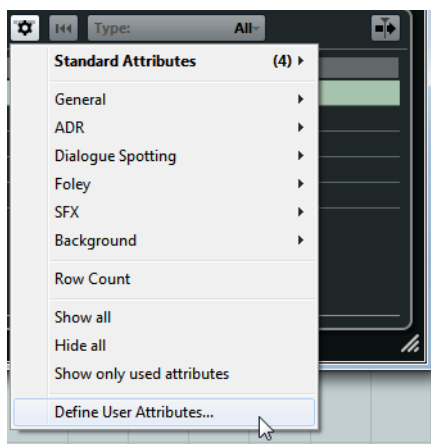 Type: All
Standard Attributes (4)
General
ADR
Dialogue Spotting
Foley
SFX
Background
Row Count
Show all
Hide all
Show only used attributes
Define User Attributes...